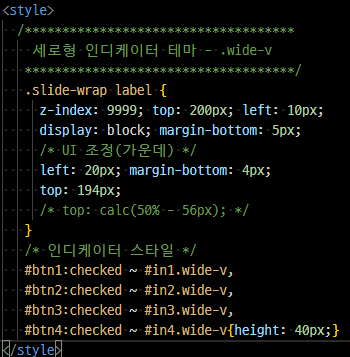 <style>
/***********************************
세로형 인디케이터 테마 - .wide-v
***********************************/
.slide-wrap label {
z-index: 9999; top: 200px; left: 10px;
display: block; margin-bottom: 5px;
/* UI 조정(가운데) */
left: 20px; margin-bottom: 4px;
top: 194px;
/* top: calc(50% - 56px); */
}
/* 인디케이터 스타일 */
#btn1:checked ~ #in1.wide-v,
#btn2:checked ~ #in2.wide-v,
#btn3:checked ~ #in3.wide-v,
#btn4:checked ~ #in4.wide-v{height: 40px;}
</style>